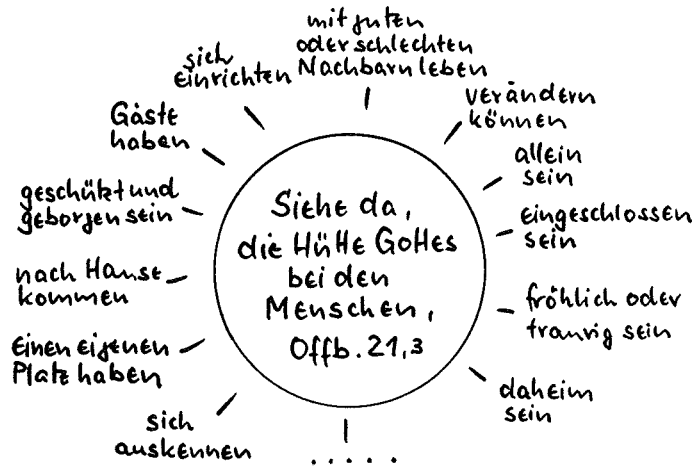 mit guten
oder schlechten
Nachbarn leben
verändern
können
allein
sein
eingeschlossen
sein
fröhlich oder
traurig sein
daheim
sein
. . . . .
sich
auskennen
einen eigenen
Platz haben
nach Hause
kommen
geschützt und
geborgen sein
Gäste
haben
sich
einrichten
Siehe da,
die Hütte Gottes
bei den
Menschen,
Offb. 21,3